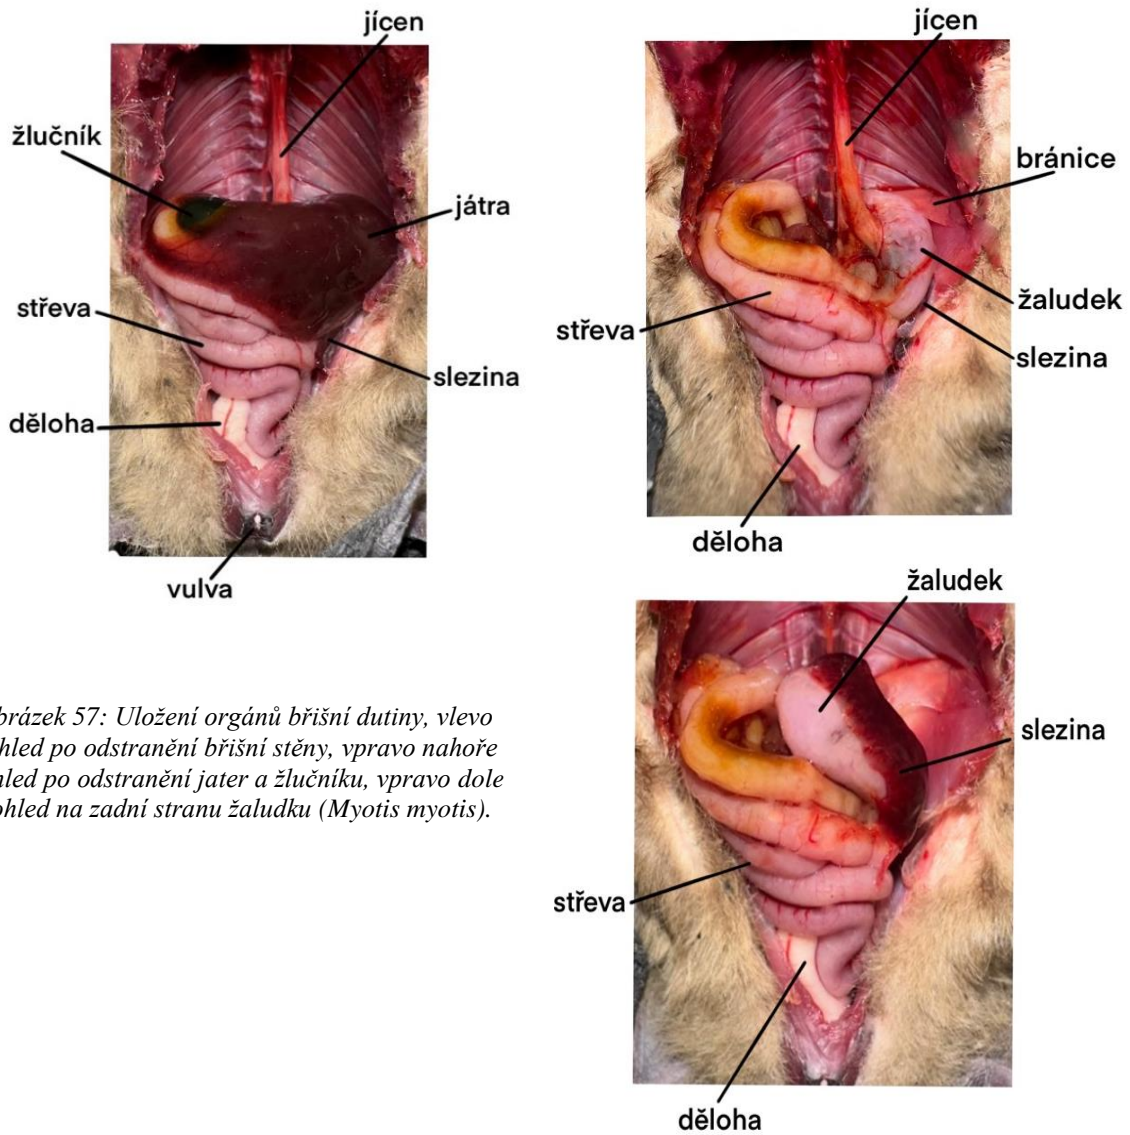 jícen
žlučník
játra
střeva
slezina
děloha
vulva
jícen
bránice
žaludek
střeva
slezina
děloha
žaludek
slezina
střeva
děloha
brázek 57: Uložení orgánů břišní dutiny, vlevo
hled po odstranění břišní stěny, vpravo nahoře
hled po odstranění jater a žlučníku, vpravo dole
ohled na zadní stranu žaludku (Myotis myotis).